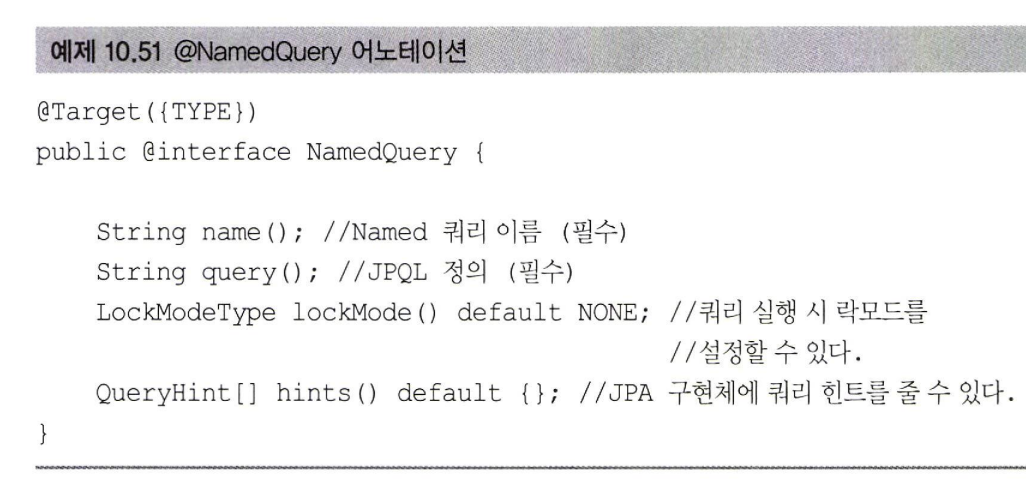 예제 10.51 @NamedQuery 어노테이션
@Target({TYPE})
public @interface NamedQuery {
String name(); //Named 쿼리 이름 (필수)
String query(); //JPQL 정의 (필수)
LockModeType lockMode() default NONE; //쿼리 실행 시 락모드를
//설정할 수 있다.
QueryHint[] hints() default {}; //JPA 구현체에 쿼리 힌트를 줄 수 있다.
}